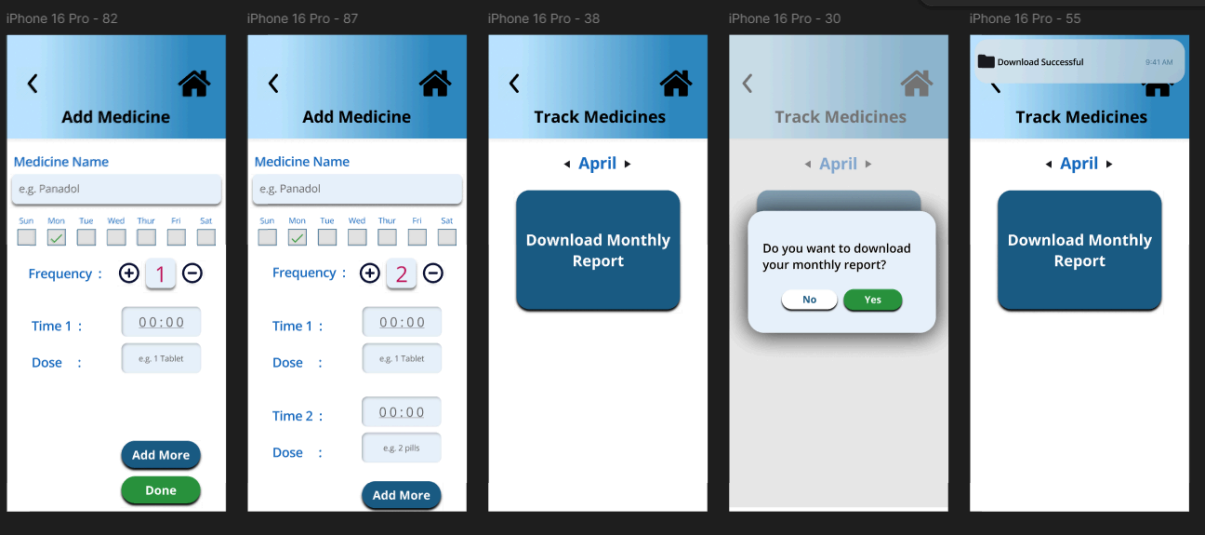 iPhone 16 Pro - 82
Add Medicine
Medicine Name
e.g. Panadol
Sun Mon Tue Wed Thur Fri Sat
Frequency : 1
Time 1 : 00:00
Dose : e.g. 1 Tablet
Add More
Done
iPhone 16 Pro - 87
Add Medicine
Medicine Name
e.g. Panadol
Sun Mon Tue Wed Thur Fri Sat
Frequency : 2
Time 1 : 00:00
Dose : e.g. 1 Tablet
Time 2 : 00:00
Dose : e.g. 2 pills
Add More
iPhone 16 Pro - 38
Track Medicines
April
Download Monthly
Report
iPhone 16 Pro - 30
Track Medicines
April
Do you want to download
your monthly report?
No Yes
iPhone 16 Pro - 55
Download Successful 9:41 AM
Track Medicines
April
Download Monthly
Report